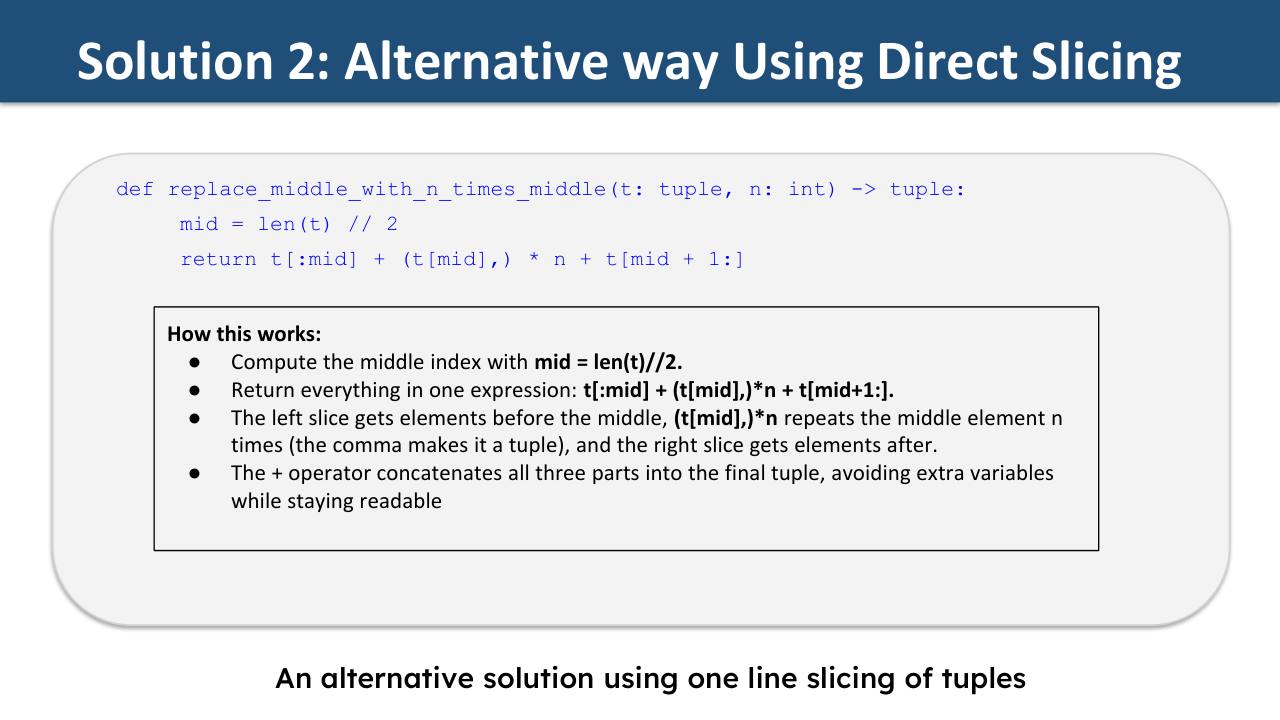 Solution 2: Alternative way Using Direct Slicing
def replace_middle_with_n_times_middle(t: tuple, n: int) -> tuple:
mid = len(t) // 2
return t[:mid] + (t[mid],) * n + t[mid + 1:]
How this works:
● Compute the middle index with mid = len(t)//2.
● Return everything in one expression: t[:mid] + (t[mid],)*n + t[mid+1:].
● The left slice gets elements before the middle, (t[mid],)*n repeats the middle element n
times (the comma makes it a tuple), and the right slice gets elements after.
● The + operator concatenates all three parts into the final tuple, avoiding extra variables
while staying readable
An alternative solution using one line slicing of tuples